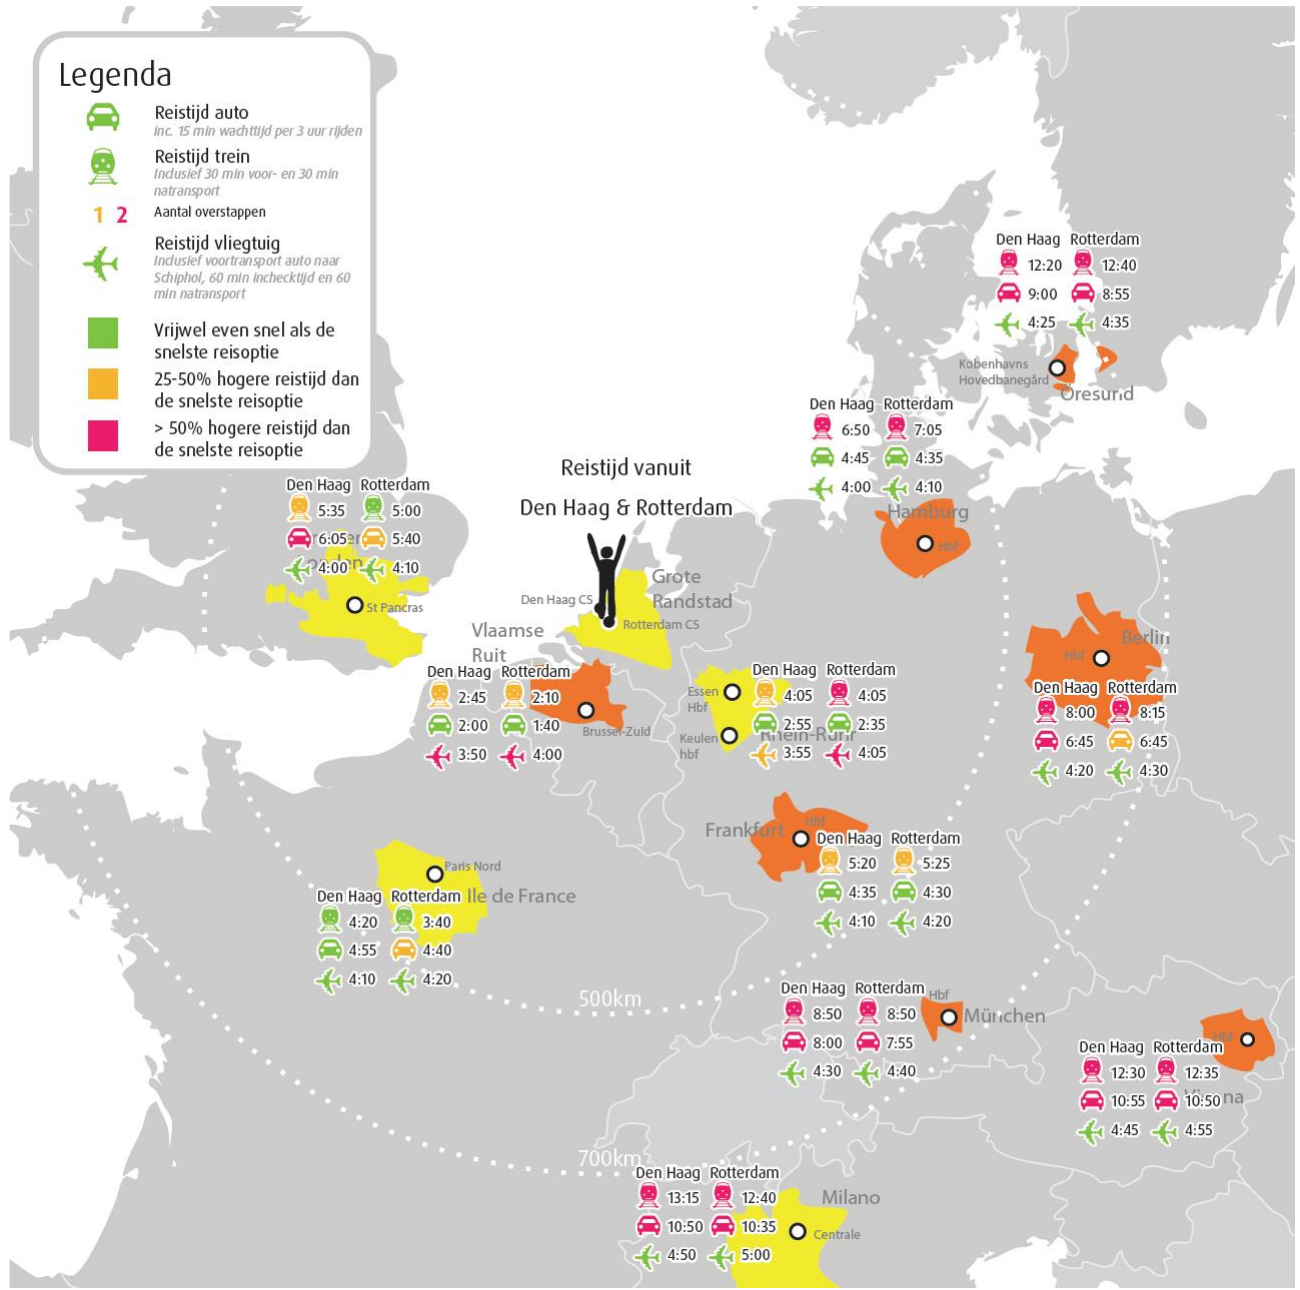 Legenda
Reistijd auto
Inc. 15 min wachttijd per 3 uur rijden
Reistijd trein
Inclusief 30 min voor- en 30 min
natransport
1 2 Aantal overstappen
Reistijd vliegtuig
Inclusief voortransport auto naar
Schiphol, 60 min inchecktijd en 60
min natransport
Vrijwel even snel als de
snelste reisoptie
25-50% hogere reistijd dan
de snelste reisoptie
> 50% hogere reistijd dan
de snelste reisoptie
Den Haag Rotterdam
12:20 12:40
9:00 8:55
4:25 4:35
Kobenhavns
Hovedbanegård
Öresund
Den Haag Rotterdam
6:50 7:05
4:45 4:35
4:00 4:10
Hamburg
Hbf
Reistijd vanuit
Den Haag & Rotterdam
Den Haag Rotterdam
5:35 5:00
6:05 5:40
4:00 4:10
St Pancras
Grote
Randstad
Den Haag CS
Rotterdam CS
Vlaamse
Ruit
Den Haag Rotterdam
2:45 2:10
2:00 1:40
3:50 4:00
Brussel-Zuid
Essen
Hbf
Keulen
hbf
Rhein-Ruhr
Den Haag Rotterdam
4:05 4:05
2:55 2:35
3:55 4:05
Berlin
Hbf
Den Haag Rotterdam
8:00 8:15
6:45 6:45
4:20 4:30
Frankfurt
Hbf
Den Haag Rotterdam
5:20 5:25
4:35 4:30
4:10 4:20
Paris Nord
Ile de France
Den Haag Rotterdam
4:20 3:40
4:55 4:40
4:10 4:20
500km
Den Haag Rotterdam
8:50 8:50
8:00 7:55
4:30 4:40
Hbf
München
Hbf
Den Haag Rotterdam
12:30 12:35
10:55 10:50
4:45 4:55
700km
Den Haag Rotterdam
13:15 12:40
10:50 10:35
4:50 5:00
Milano
Centrale